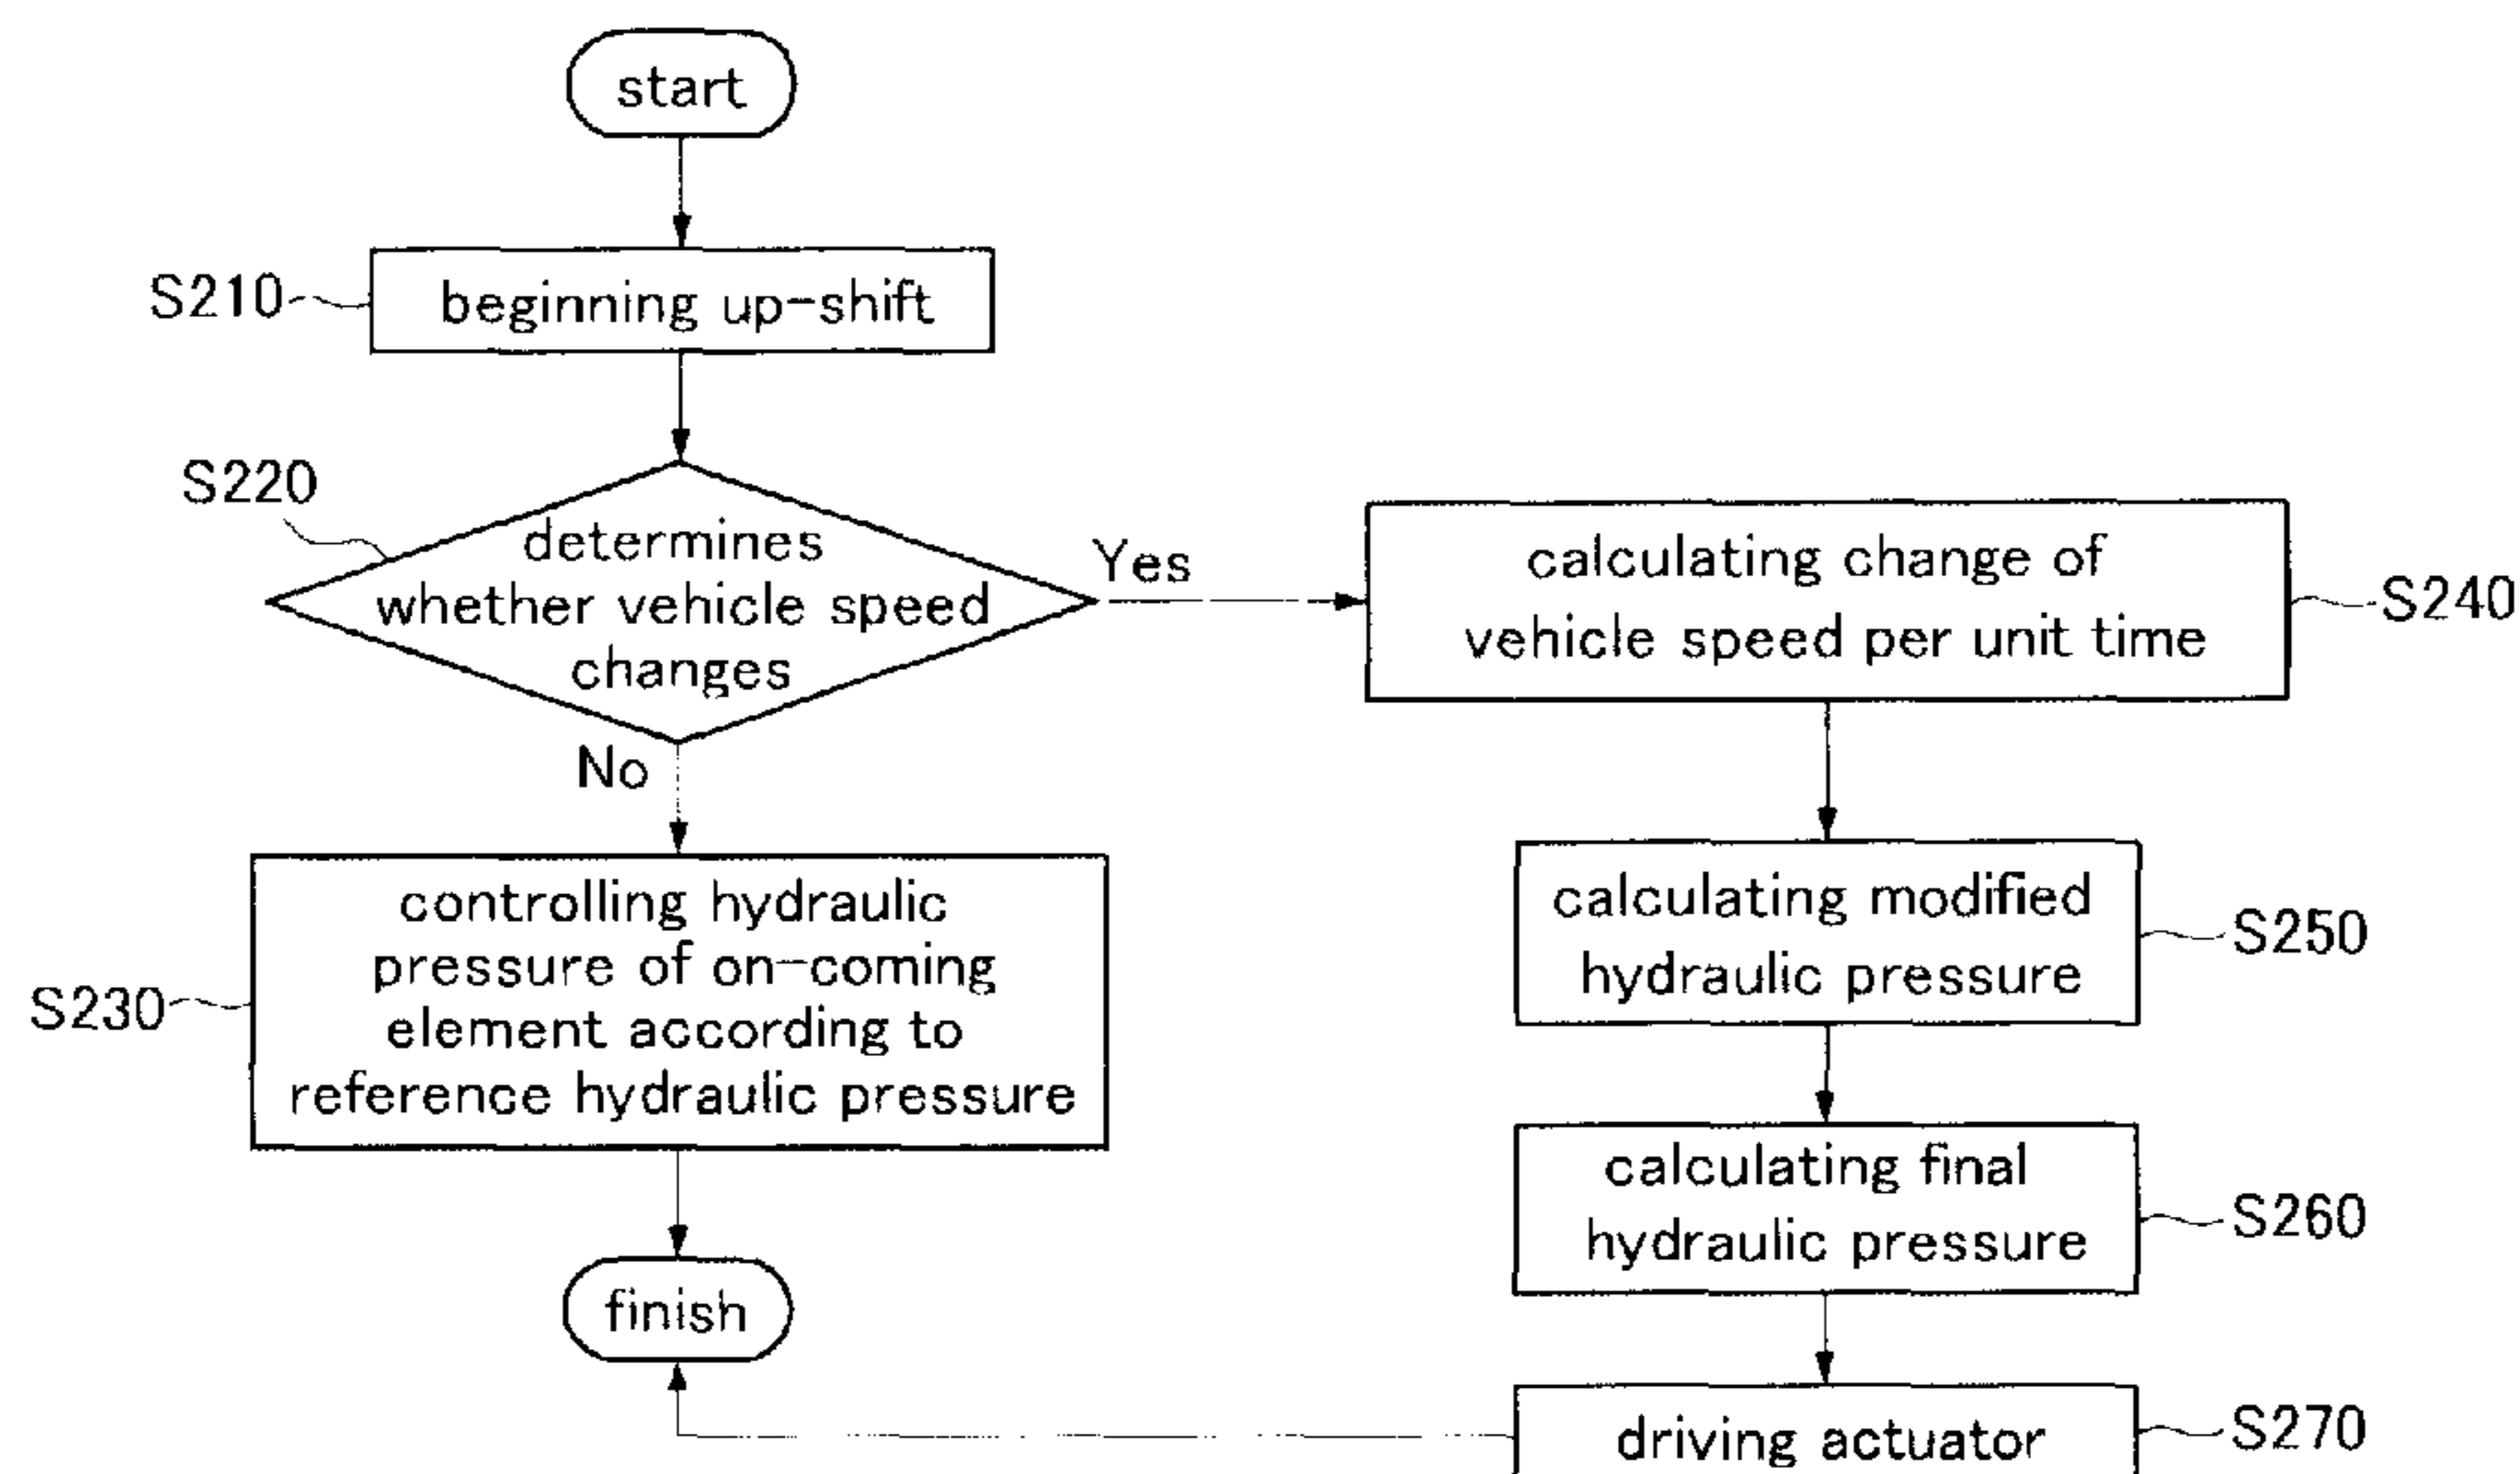 start
S210
beginning up-shift
S220
determines
whether vehicle speed
changes
Yes
No
calculating change of
vehicle speed per unit time
S240
S230
controlling hydraulic
pressure of on-coming
element according to
reference hydraulic pressure
calculating modified
hydraulic pressure
S250
calculating final
hydraulic pressure
S260
finish
driving actuator
S270